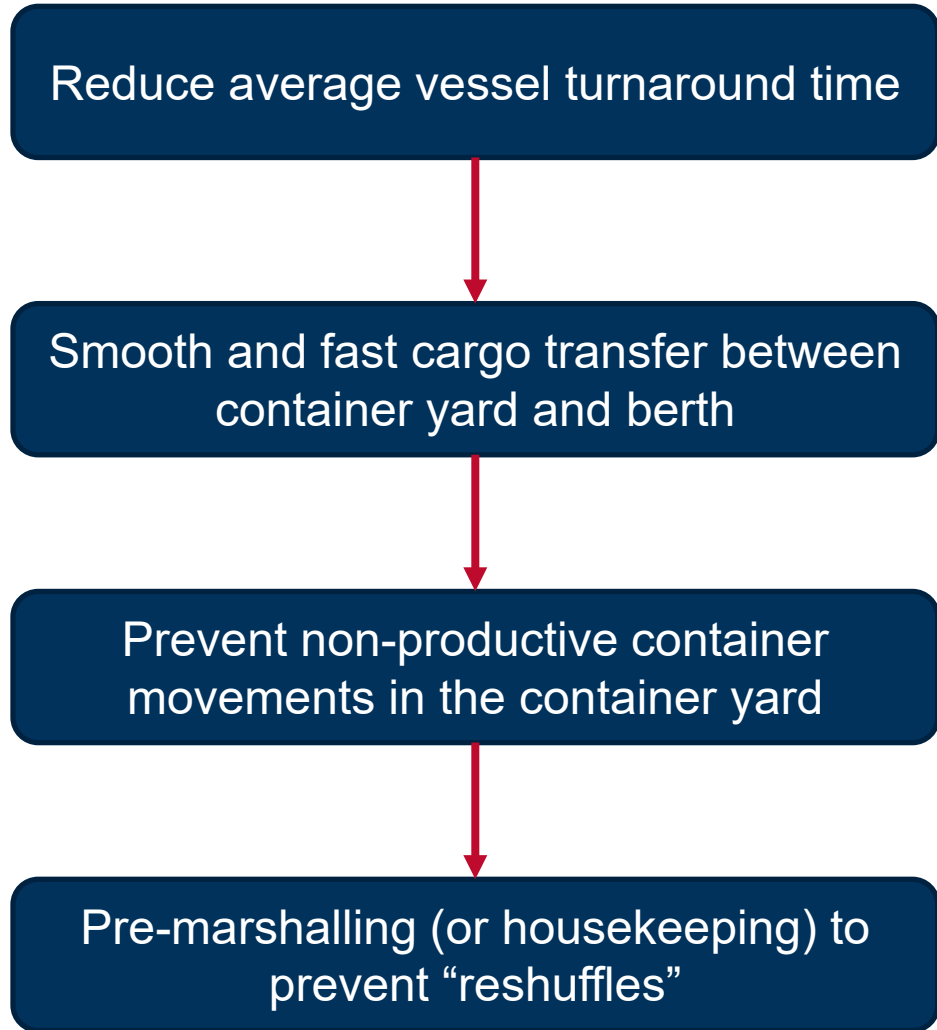 Reduce average vessel turnaround time
Smooth and fast cargo transfer between
container yard and berth
Prevent non-productive container
movements in the container yard
Pre-marshalling (or housekeeping) to
prevent “reshuffles”